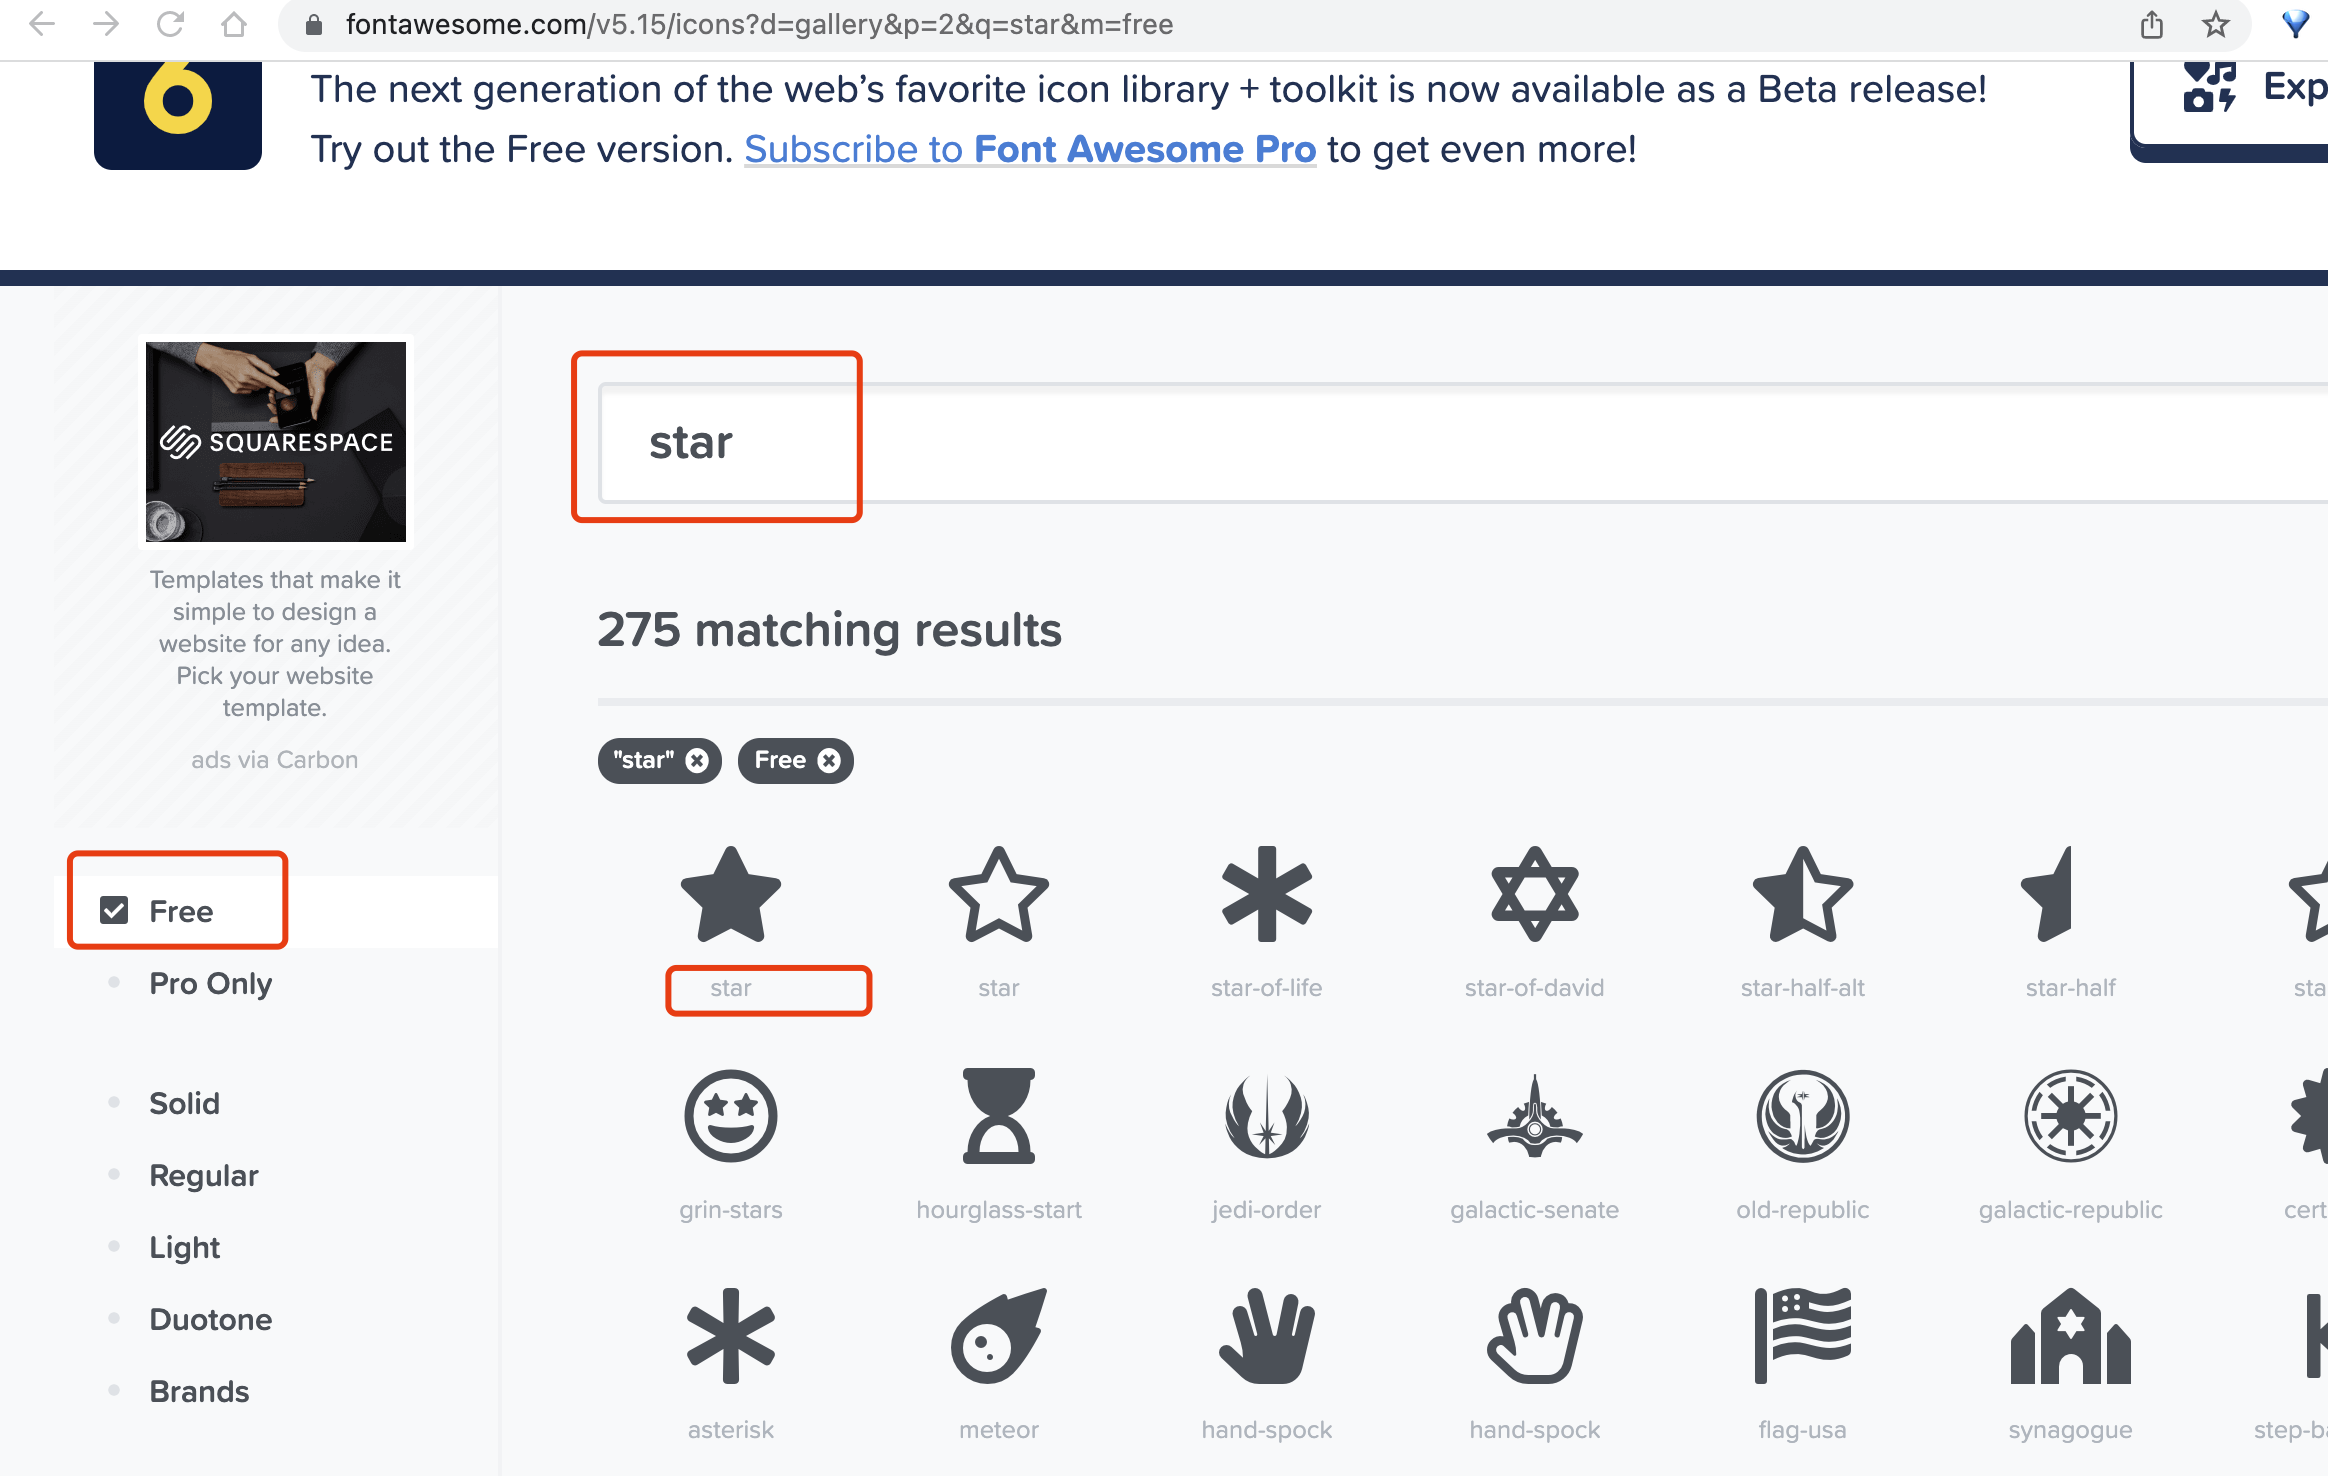 fontawesome.com/v5.15/icons?d=gallery&p=2&q=star&m=free
6
The next generation of the web’s favorite icon library + toolkit is now available as a Beta release!
Try out the Free version. Subscribe to Font Awesome Pro to get even more!
Exp
SQUARESPACE
Templates that make it
simple to design a
website for any idea.
Pick your website
template.
ads via Carbon
Free
Pro Only
Solid
Regular
Light
Duotone
Brands
star
275 matching results
"star" Free
star star star-of-life star-of-david star-half-alt star-half sta
grin-stars hourglass-start jedi-order galactic-senate old-republic galactic-republic cert
asterisk meteor hand-spock hand-spock flag-usa synagogue step-ba